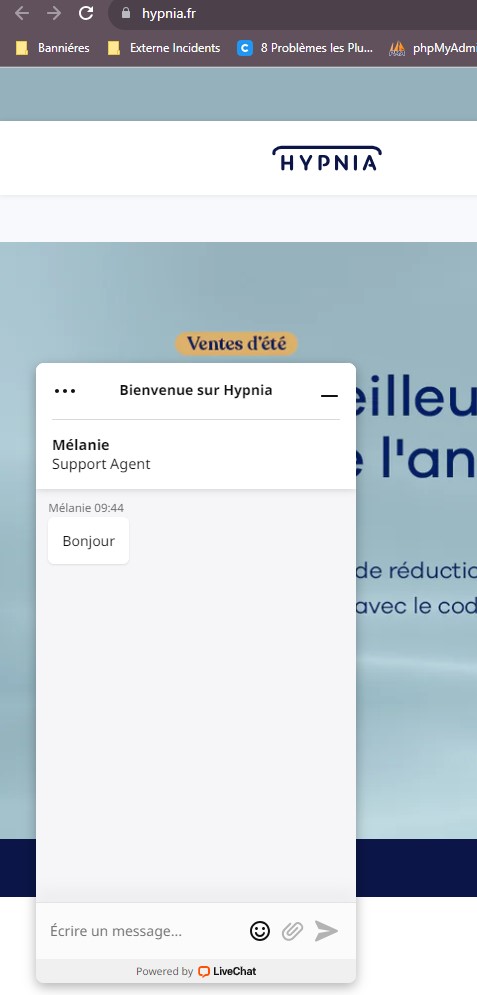 hypnia.fr
Banniéres
Externe Incidents
8 Problèmes les Plu...
phpMyAdmi
HYPNIA
Ventes d'été
eilleu
e l'an
de réductio
avec le cod
Bienvenue sur Hypnia
Mélanie
Support Agent
Mélanie 09:44
Bonjour
Écrire un message...
Powered by LiveChat